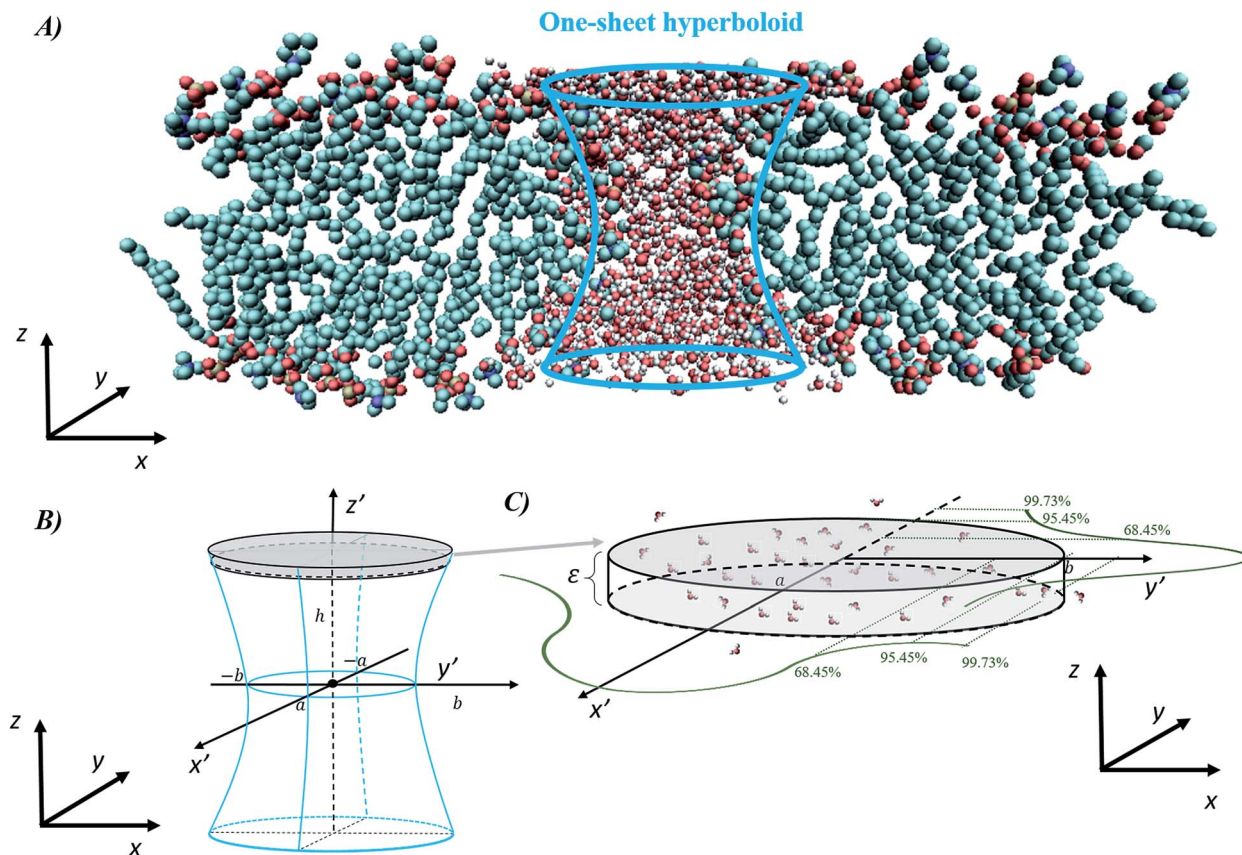 A)
One-sheet hyperboloid
z
y
x
B)
z'
h
-a
-b
y'
b
a
x'
z
y
x
C)
99.73%
95.45%
68.45%
ε
a
b
y'
68.45%
95.45%
99.73%
x'
z
y
x